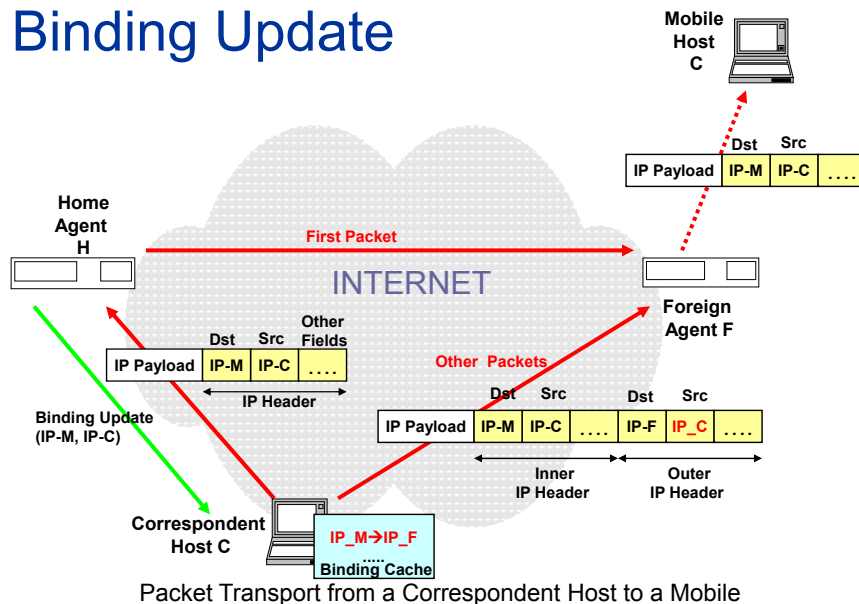 Binding Update
Mobile
Host
C
Dst Src
IP Payload IP-M IP-C ....
Home
Agent
H
First Packet
INTERNET
Foreign
Agent F
Dst Src Other
Fields
IP Payload IP-M IP-C ....
IP Header
Other Packets
Binding Update
(IP-M, IP-C)
Dst Src Dst Src
IP Payload IP-M IP-C .... IP-F IP_C ....
Inner
IP Header
Outer
IP Header
Correspondent
Host C
IP_M→IP_F
.....
Binding Cache
Packet Transport from a Correspondent Host to a Mobile